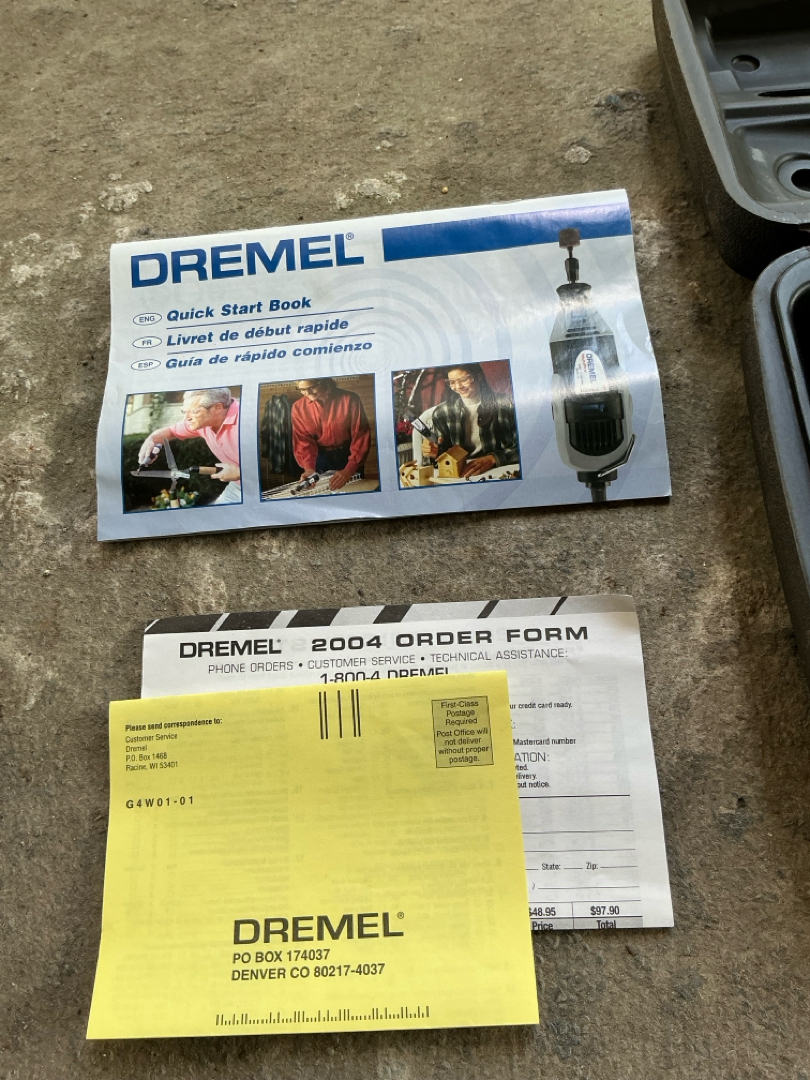 DREMEL®
ENG Quick Start Book
FR Livret de début rapide
ESP Guía de rápido comienzo
DREMEL
DREMEL 2004 ORDER FORM
PHONE ORDERS • CUSTOMER SERVICE • TECHNICAL ASSISTANCE:
1-800-4 DREMEL
ur credit card ready.
Mastercard number
ATION:
ted.
livery.
out notice.
State: Zip:
)
$48.95 $97.90
Price Total
Please send correspondence to:
Customer Service
Dremel
P.O. Box 1468
Racine, WI 53401
G4W01-01
First-Class
Postage
Required
Post Office will
not deliver
without proper
postage.
DREMEL®
PO BOX 174037
DENVER CO 80217-4037